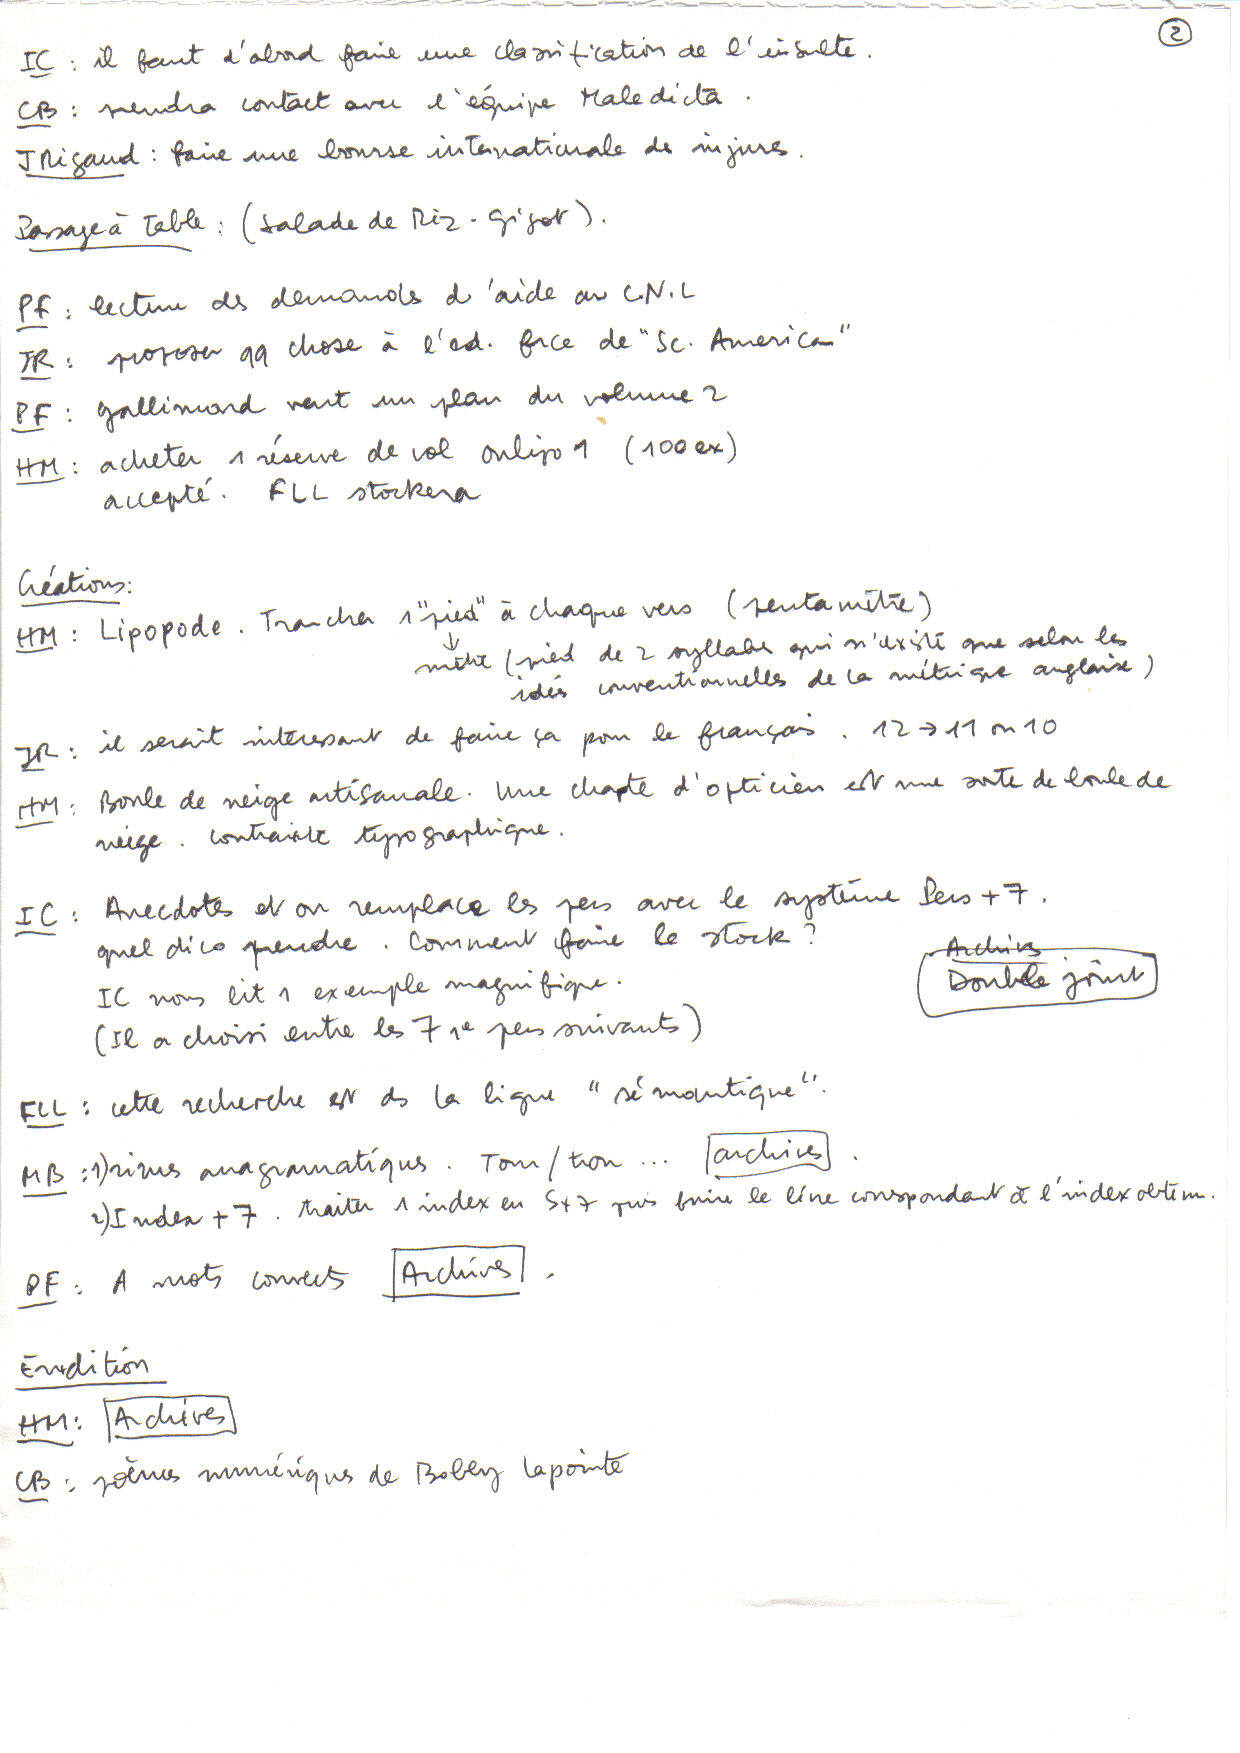 2
IC : il faut d'abord faire une classification de l'insulte.
CB : prendra contact avec l'équipe Maledicta.
JRigaud : faire une bourse internationale des injures.
Passage à Table : (salade de Riz - Gigot).
PF : lecture des demandes d'aide au C.N.L
JR : proposer qq chose à l'ed. frce de "Sc. American"
PF : gallimard veut un plan du volume 2
HM : acheter 1 réserve de vol oulipo 1 (100 ex)
accepté. FLL stockera
Créations :
HM : Lipopode. Trancher 1 "pied" à chaque vers (pentamètre)
↓
mètre (pied de 2 syllabes qui n'existe que selon les
idées conventionnelles de la métrique anglaise)
JR : il serait intéressant de faire ça pour le français. 12 → 11 ou 10
HM : Boule de neige artisanale. Une charte d'opticien est une sorte de boule de
neige. contrainte typographique.
IC : Anecdotes et on remplace les pers avec le système Pers + 7.
quel dico prendre. Comment faire le stock ?
Archives
Double joint
IC nous lit 1 exemple magnifique.
(Il a choisi entre les 7 1e pers suivants)
FLL : cette recherche est ds la ligne "sémantique".
MB : 1) rimes anagrammatiques. Tom / mon ... archives.
2) Index + 7. traiter 1 index en S+7 puis faire le livre correspondant à l'index obtenu.
PF : A mots couverts Archives.
Erudition
HM : Archives
CB : poèmes numériques de Bobby Lapointe